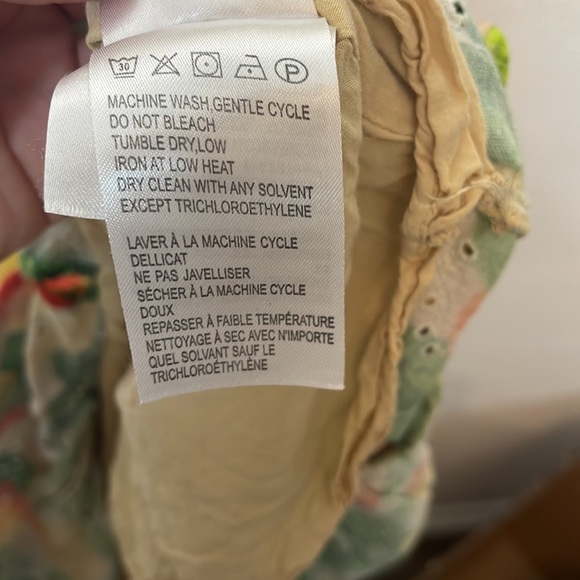 30 P
MACHINE WASH,GENTLE CYCLE
DO NOT BLEACH
TUMBLE DRY,LOW
IRON AT LOW HEAT
DRY CLEAN WITH ANY SOLVENT
EXCEPT TRICHLOROETHYLENE
LAVER À LA MACHINE CYCLE
DELLICAT
NE PAS JAVELLISER
SÉCHER À LA MACHINE CYCLE
DOUX
REPASSER À FAIBLE TEMPÉRATURE
NETTOYAGE À SEC AVEC N'IMPORTE
QUEL SOLVANT SAUF LE
TRICHLOROÉTHYLÈNE